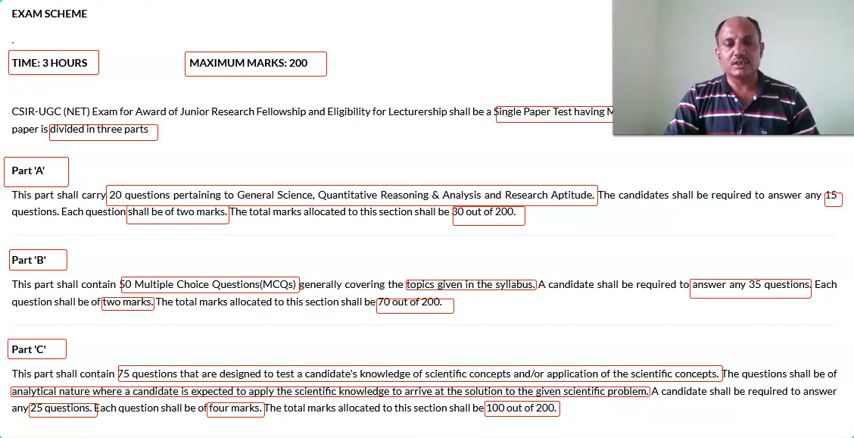 EXAM SCHEME
.
TIME: 3 HOURS MAXIMUM MARKS: 200
CSIR-UGC (NET) Exam for Award of Junior Research Fellowship and Eligibility for Lecturership shall be a Single Paper Test having
paper is divided in three parts
Part 'A'
This part shall carry 20 questions pertaining to General Science, Quantitative Reasoning & Analysis and Research Aptitude. The candidates shall be required to answer any 15
questions. Each question shall be of two marks. The total marks allocated to this section shall be 30 out of 200.
Part 'B'
This part shall contain 50 Multiple Choice Questions(MCQs) generally covering the topics given in the syllabus. A candidate shall be required to answer any 35 questions. Each
question shall be of two marks. The total marks allocated to this section shall be 70 out of 200.
Part 'C'
This part shall contain 75 questions that are designed to test a candidate's knowledge of scientific concepts and/or application of the scientific concepts. The questions shall be of
analytical nature where a candidate is expected to apply the scientific knowledge to arrive at the solution to the given scientific problem. A candidate shall be required to answer
any 25 questions. Each question shall be of four marks. The total marks allocated to this section shall be 100 out of 200.